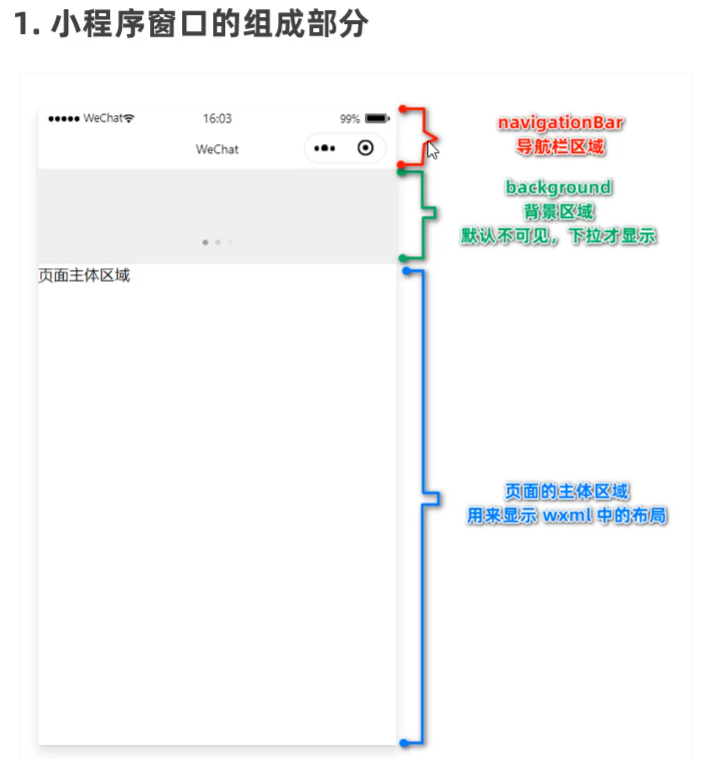 1. 小程序窗口的组成部分
WeChat
16:03
99%
WeChat
navigationBar
导航栏区域
background
背景区域
默认不可见，下拉才显示
页面主体区域
页面的主体区域
用来显示 wxml 中的布局